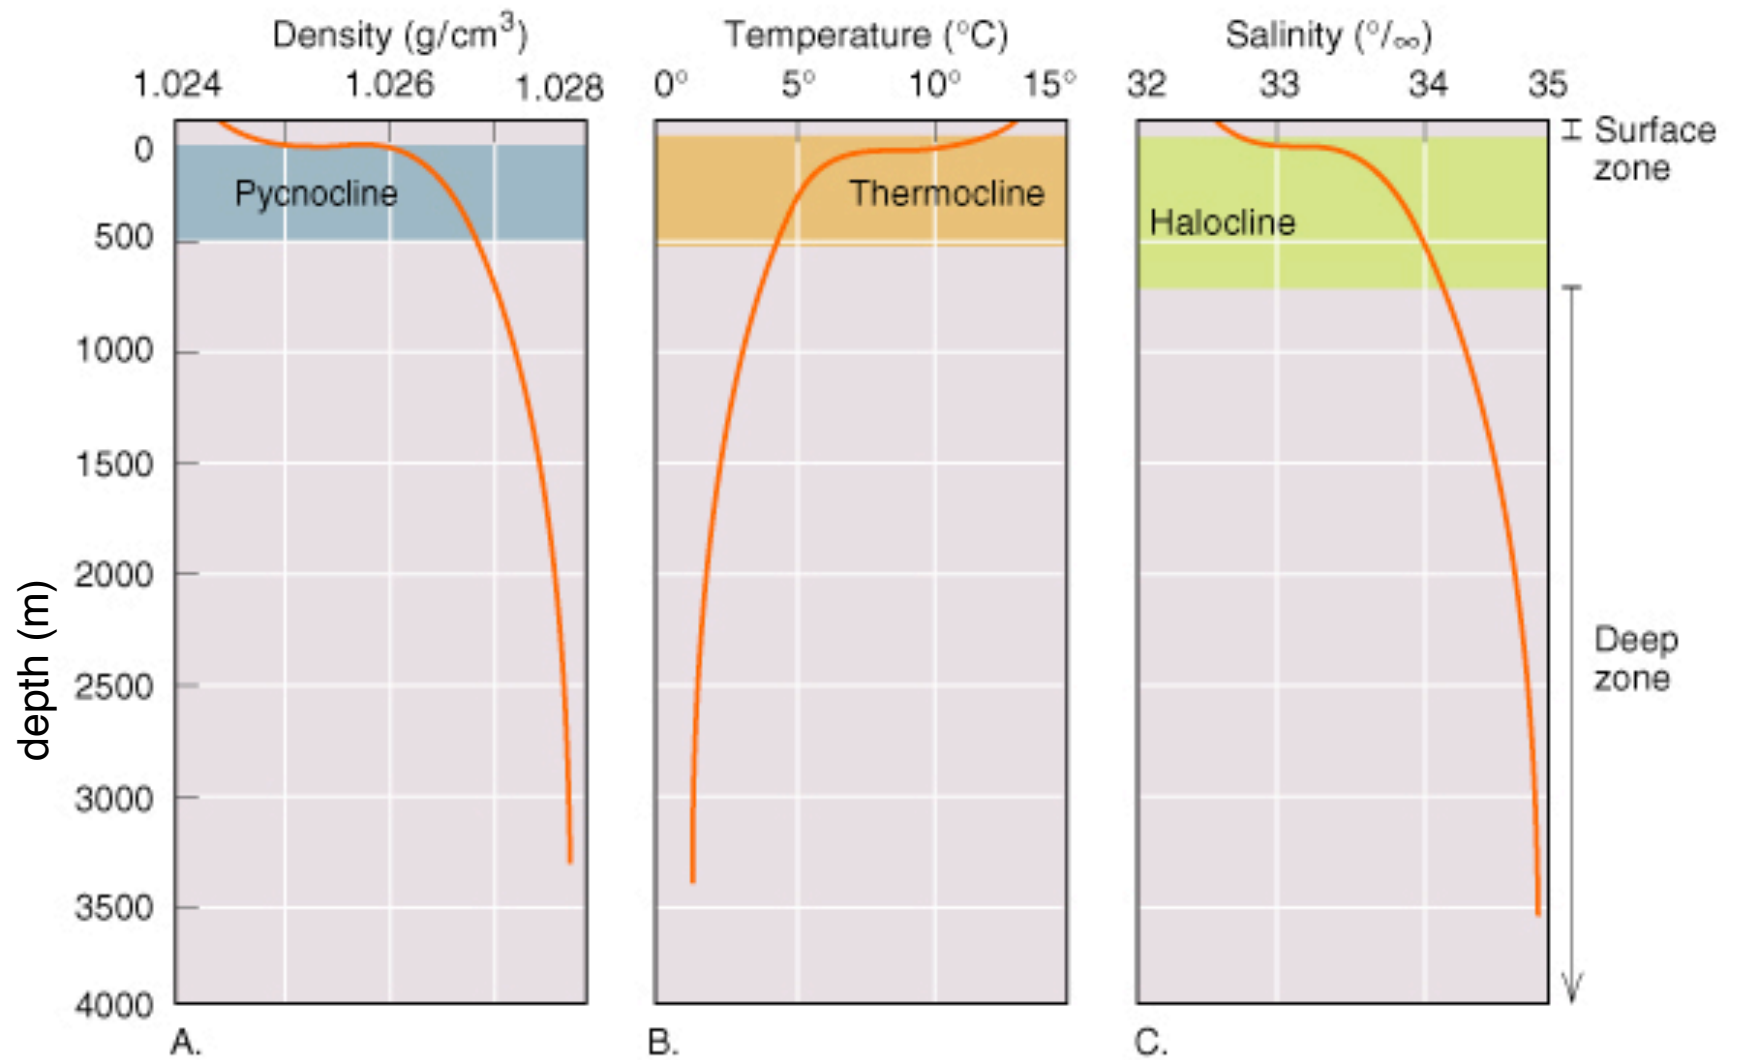 Density (g/cm³)
1.024 1.026 1.028
Temperature (°C)
0° 5° 10° 15°
Salinity (°/∞)
32 33 34 35
0
500
1000
1500
2000
2500
3000
3500
4000
depth (m)
Pycnocline
Thermocline
Halocline
Surface
zone
Deep
zone
A.
B.
C.